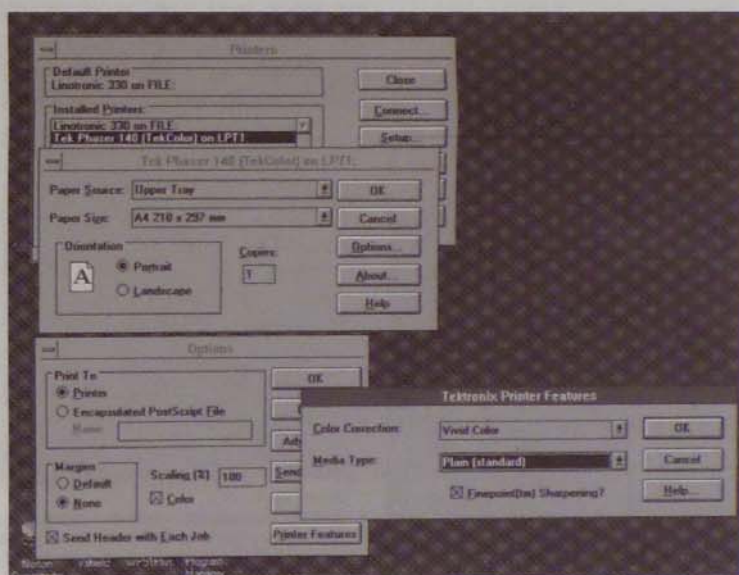 Printers
Default Printer
Linotronic 330 on FILE:
Close
Installed Printers:
Connect...
Linotronic 330 on FILE
Tek Phaser 140 (TekColor) on LPT1
Setup...
Tek Phaser 140 (TekColor) on LPT1:
Paper Source: Upper Tray
OK
Paper Size: A4 210 x 297 mm
Cancel
Orientation
Copies:
Options...
A
Portrait
1
About...
Landscape
Help
Options
Print To
OK
Printer
Encapsulated PostScript File
Name:
Margins
Scaling (%) 100
Send
Default
Color
None
Send Header with Each Job
Printer Features
Tektronix Printer Features
Color Correction: Vivid Color
OK
Media Type: Plain (standard)
Cancel
Finepoint(tm) Sharpening?
Help...